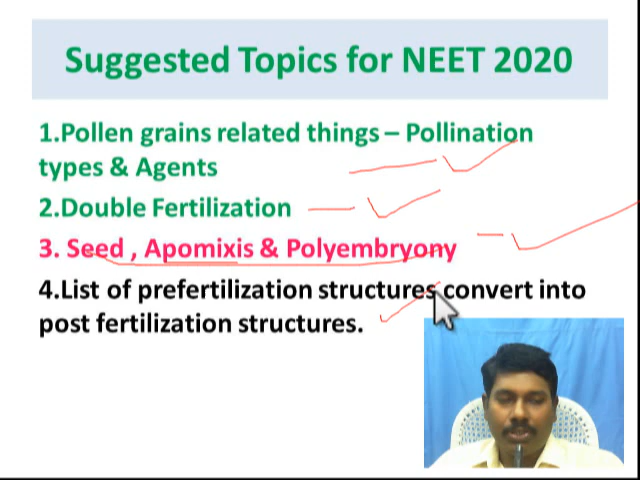 Suggested Topics for NEET 2020
1.Pollen grains related things – Pollination
types & Agents
2.Double Fertilization
3. Seed , Apomixis & Polyembryony
4.List of prefertilization structures convert into
post fertilization structures.